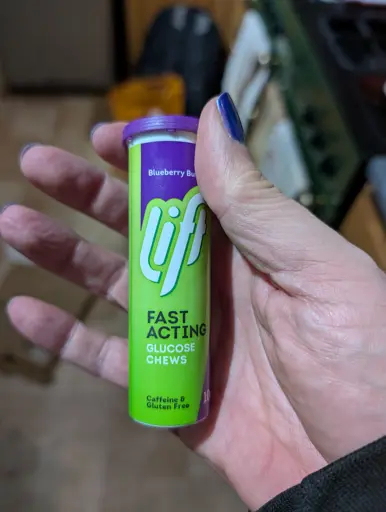 Blueberry
Lift
FAST
ACTING
GLUCOSE
CHEWS
Caffeine &
Gluten Free